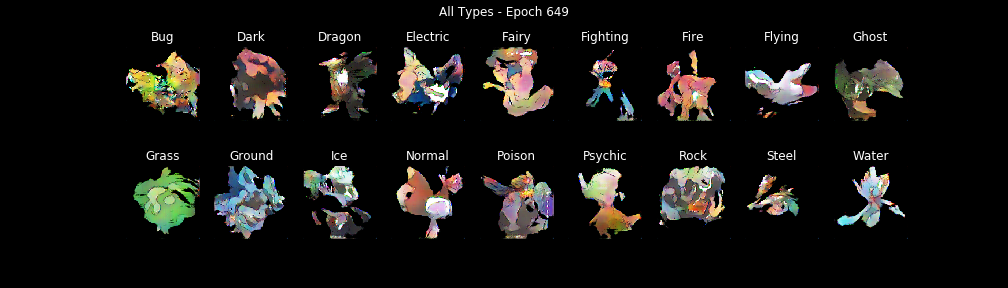 All Types - Epoch 649
Bug Dark Dragon Electric Fairy Fighting Fire Flying Ghost
Grass Ground Ice Normal Poison Psychic Rock Steel Water